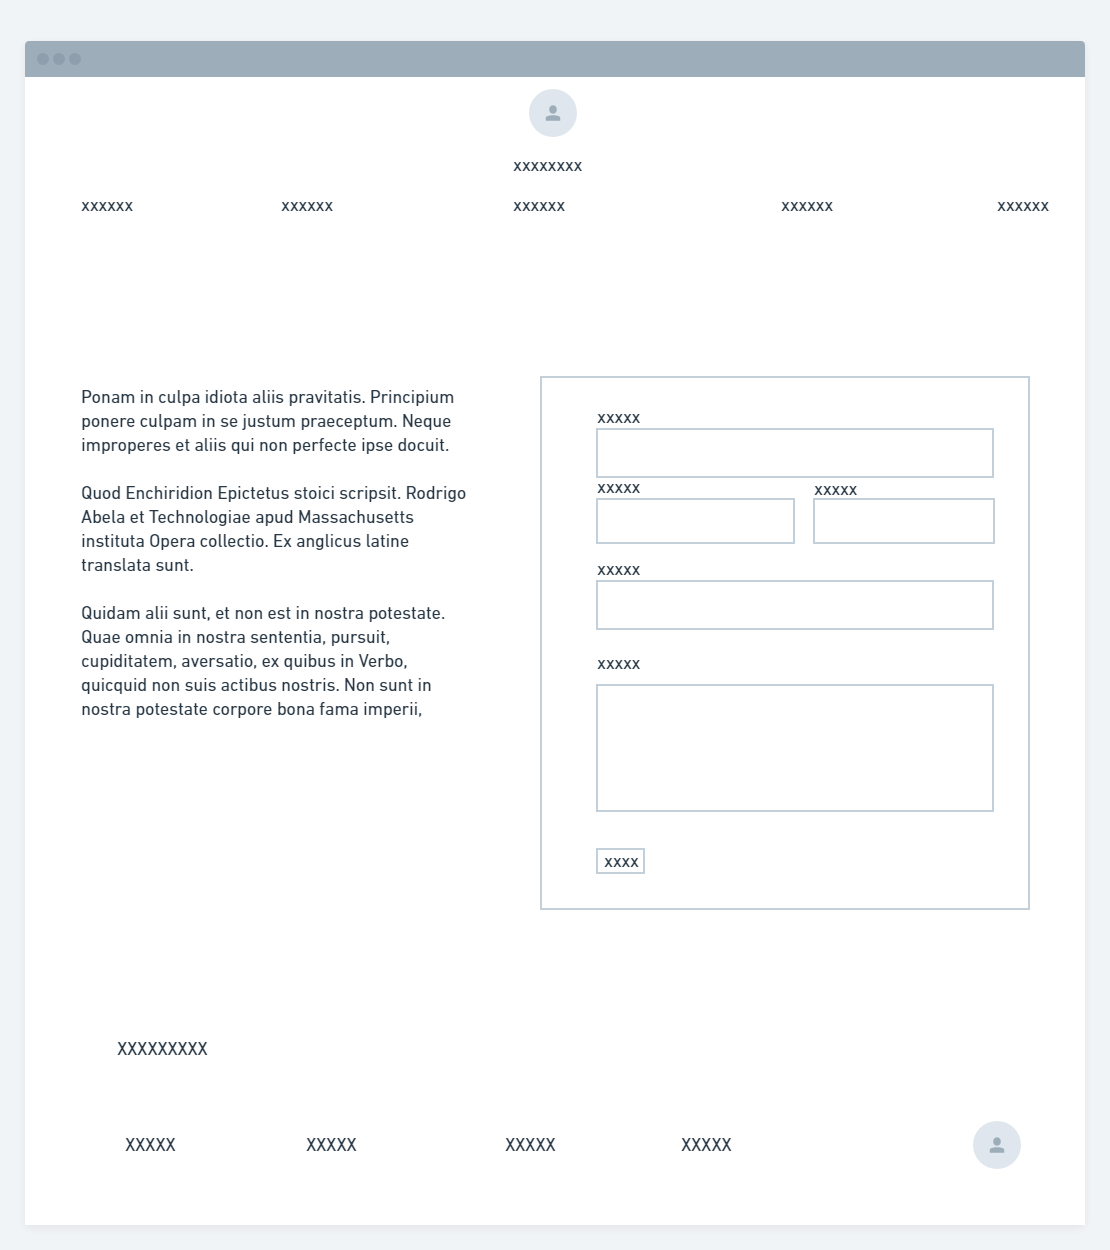 xxxxxxxx
xxxxxx xxxxxx xxxxxx xxxxxx xxxxxx
Ponam in culpa idiota aliis pravitatis. Principium
ponere culpam in se justum praeceptum. Neque
improperes et aliis qui non perfecte ipse docuit.
Quod Enchiridion Epictetus stoici scripsit. Rodrigo
Abela et Technologiae apud Massachusetts
instituta Opera collectio. Ex anglicus latine
translata sunt.
Quidam alii sunt, et non est in nostra potestate.
Quae omnia in nostra sententia, pursuit,
cupiditatem, aversatio, ex quibus in Verbo,
quicquid non suis actibus nostris. Non sunt in
nostra potestate corpore bona fama imperii,
xxxxx
xxxxx xxxxx
xxxxx
xxxxx
xxxx
XXXXXXXXX
XXXXX XXXXX XXXXX XXXXX